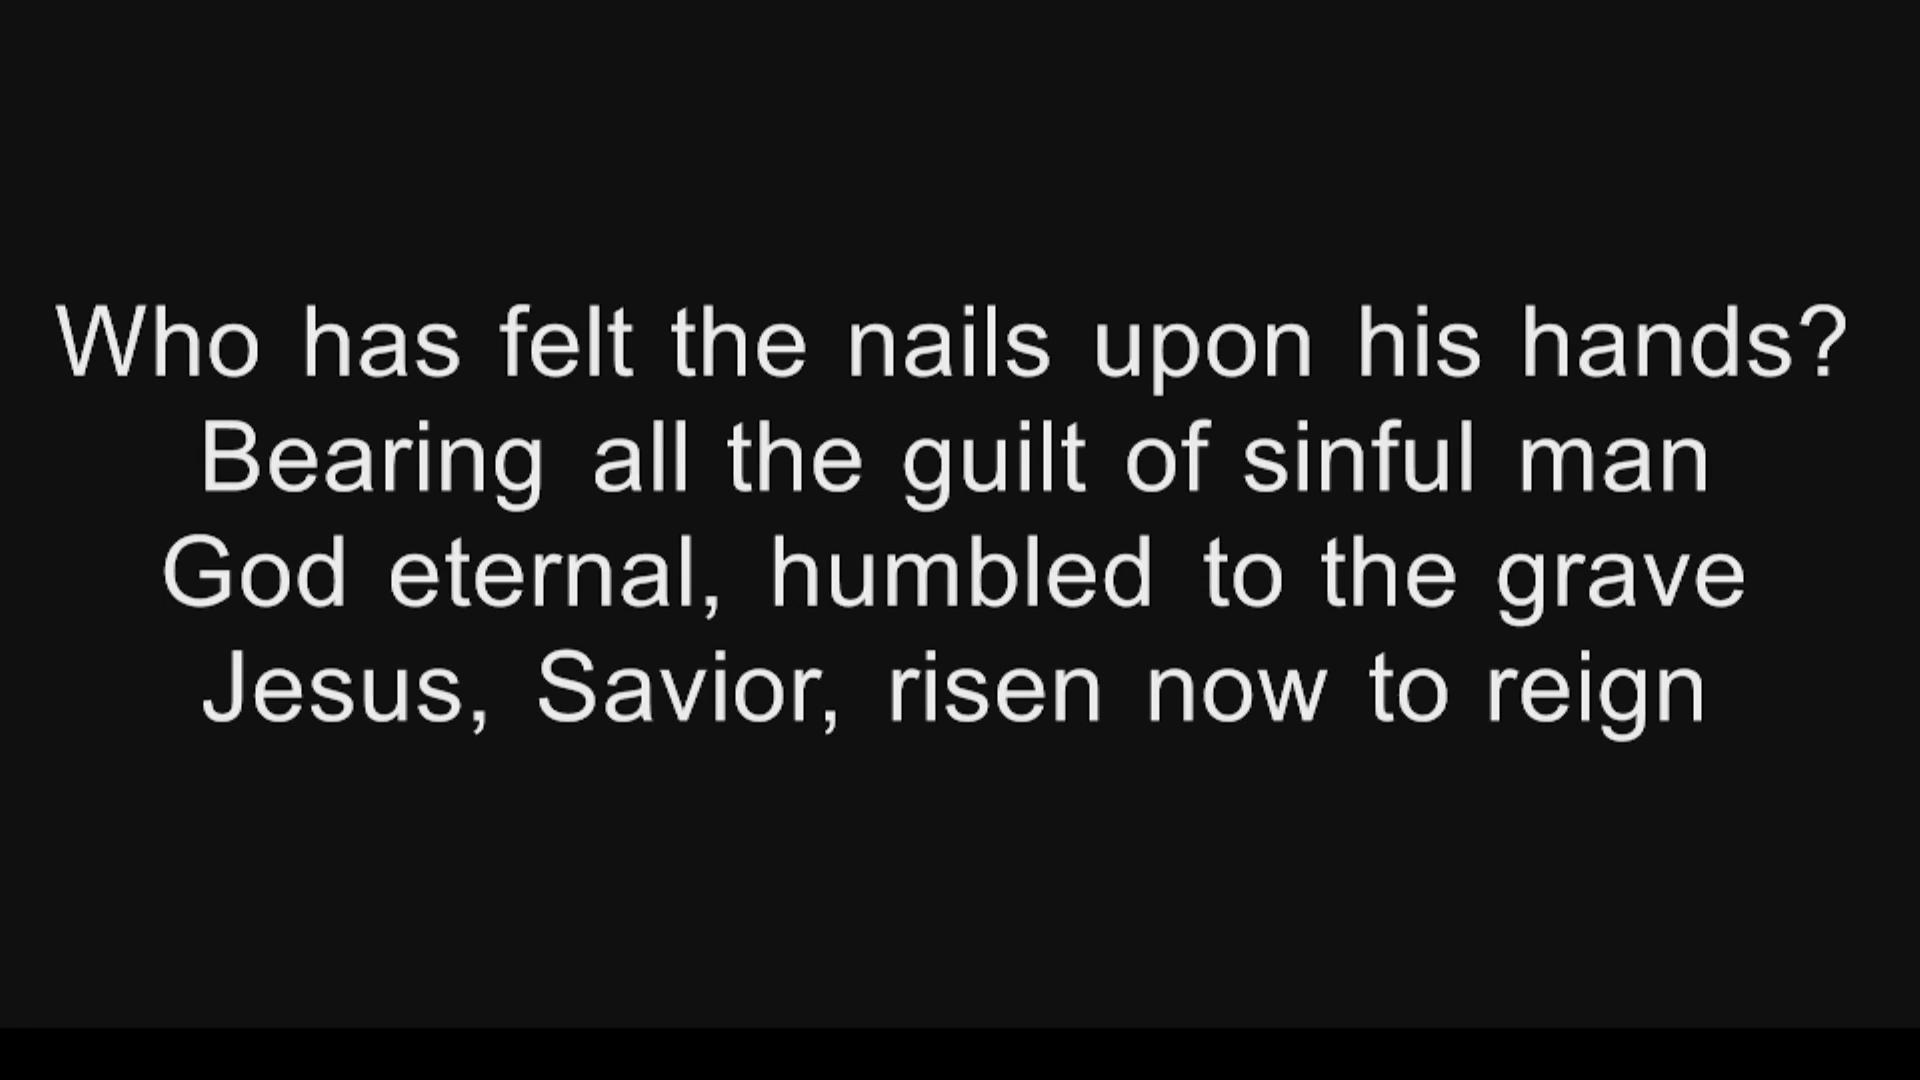 Who has felt the nails upon his hands?
Bearing all the guilt of sinful man
God eternal, humbled to the grave
Jesus, Savior, risen now to reign